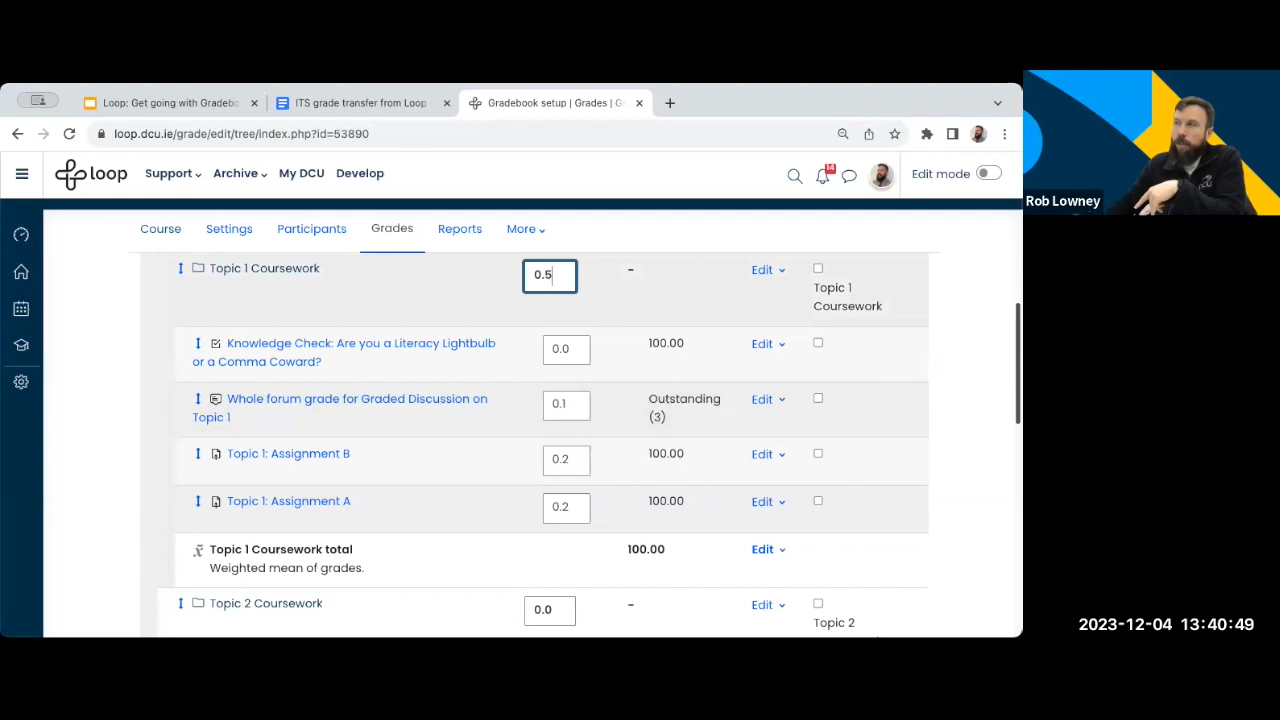 Loop: Get going with Gradebo
ITS grade transfer from Loop
Gradebook setup | Grades | G
loop.dcu.ie/grade/edit/tree/index.php?id=53890
loop
Support
Archive
My DCU
Develop
14
Edit mode
Rob Lowney
Course
Settings
Participants
Grades
Reports
More
Topic 1 Coursework
0.5
-
Edit
Topic 1
Coursework
Knowledge Check: Are you a Literacy Lightbulb
or a Comma Coward?
0.0
100.00
Edit
Whole forum grade for Graded Discussion on
Topic 1
0.1
Outstanding
(3)
Edit
Topic 1: Assignment B
0.2
100.00
Edit
Topic 1: Assignment A
0.2
100.00
Edit
Topic 1 Coursework total
100.00
Edit
Weighted mean of grades.
Topic 2 Coursework
0.0
-
Edit
Topic 2
2023-12-04 13:40:49